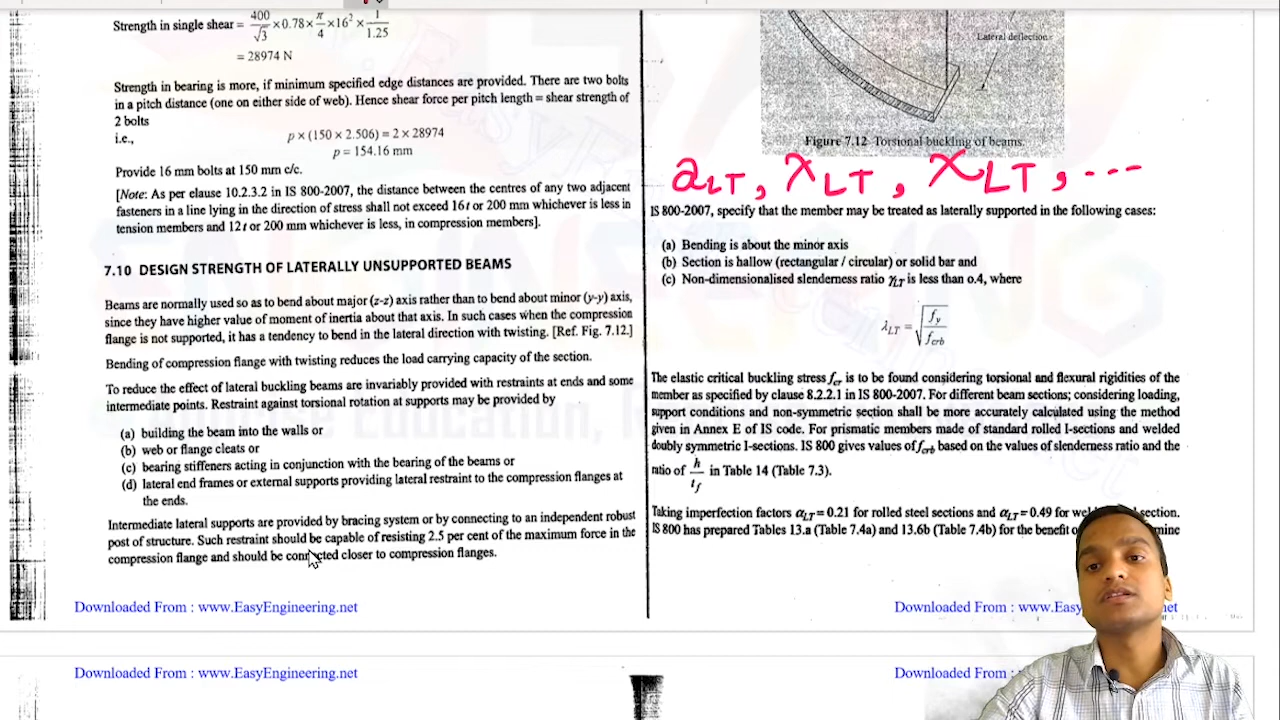 Strength in single shear = 400/√3 × 0.78 × π/4 × 16² × 1/1.25
= 28974 N
Strength in bearing is more, if minimum specified edge distances are provided. There are two bolts
in a pitch distance (one on either side of web). Hence shear force per pitch length = shear strength of
2 bolts
i.e., p × (150 × 2.506) = 2 × 28974
p = 154.16 mm
Provide 16 mm bolts at 150 mm c/c.
[Note: As per clause 10.2.3.2 in IS 800-2007, the distance between the centres of any two adjacent
fasteners in a line lying in the direction of stress shall not exceed 16t or 200 mm whichever is less in
tension members and 12t or 200 mm whichever is less, in compression members].
7.10 DESIGN STRENGTH OF LATERALLY UNSUPPORTED BEAMS
Beams are normally used so as to bend about major (z-z) axis rather than to bend about minor (y-y) axis,
since they have higher value of moment of inertia about that axis. In such cases when the compression
flange is not supported, it has a tendency to bend in the lateral direction with twisting. [Ref. Fig. 7.12.]
Bending of compression flange with twisting reduces the load carrying capacity of the section.
To reduce the effect of lateral buckling beams are invariably provided with restraints at ends and some
intermediate points. Restraint against torsional rotation at supports may be provided by
(a) building the beam into the walls or
(b) web or flange cleats or
(c) bearing stiffeners acting in conjunction with the bearing of the beams or
(d) lateral end frames or external supports providing lateral restraint to the compression flanges at
the ends.
Intermediate lateral supports are provided by bracing system or by connecting to an independent robust
post of structure. Such restraint should be capable of resisting 2.5 per cent of the maximum force in the
compression flange and should be connected closer to compression flanges.
Downloaded From : www.EasyEngineering.net
Lateral deflection
Figure 7.12 Torsional buckling of beams.
aLT, λLT, χLT, ...
IS 800-2007, specify that the member may be treated as laterally supported in the following cases:
(a) Bending is about the minor axis
(b) Section is hallow (rectangular / circular) or solid bar and
(c) Non-dimensionalised slenderness ratio γLT is less than o.4, where
λLT = √(fy/fcrb)
The elastic critical buckling stress fcr is to be found considering torsional and flexural rigidities of the
member as specified by clause 8.2.2.1 in IS 800-2007. For different beam sections; considering loading,
support conditions and non-symmetric section shall be more accurately calculated using the method
given in Annex E of IS code. For prismatic members made of standard rolled I-sections and welded
doubly symmetric I-sections. IS 800 gives values of fcrb based on the values of slenderness ratio and the
ratio of h/tf in Table 14 (Table 7.3).
Taking imperfection factors αLT = 0.21 for rolled steel sections and αLT = 0.49 for section.
IS 800 has prepared Tables 13.a (Table 7.4a) and 13.6b (Table 7.4b) for the benefit
Downloaded From : www.Easy et
Downloaded From : www.EasyEngineering.net
Downloaded From :